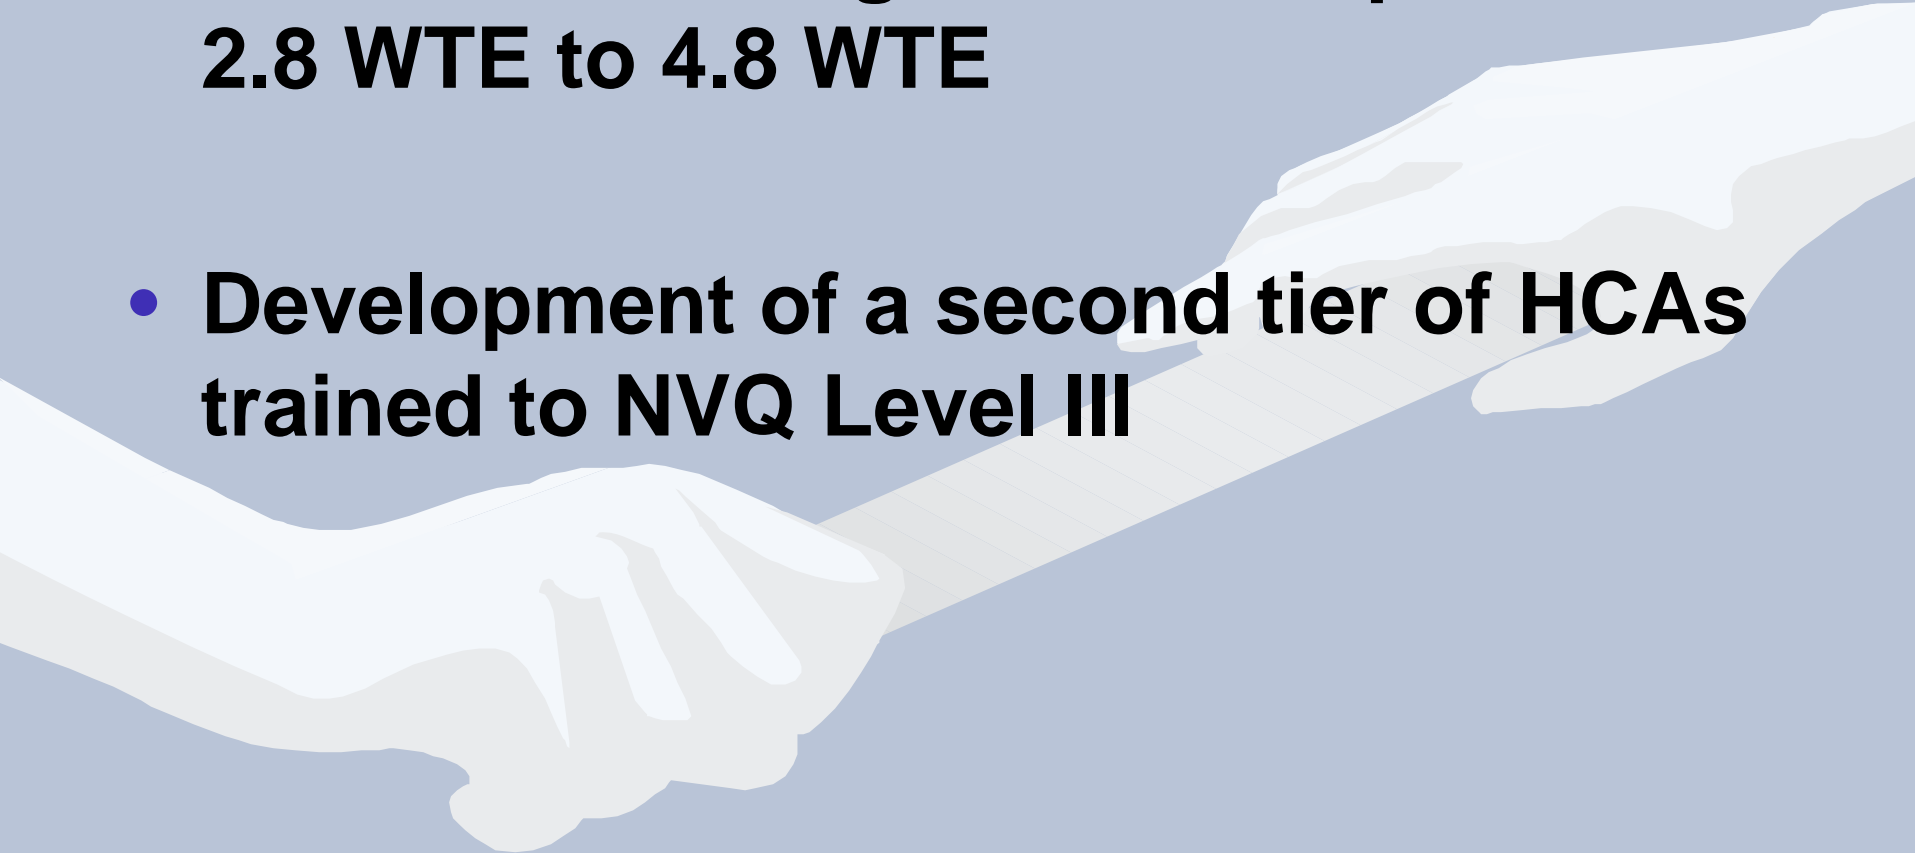 2.8 WTE to 4.8 WTE
• Development of a second tier of HCAs
trained to NVQ Level III